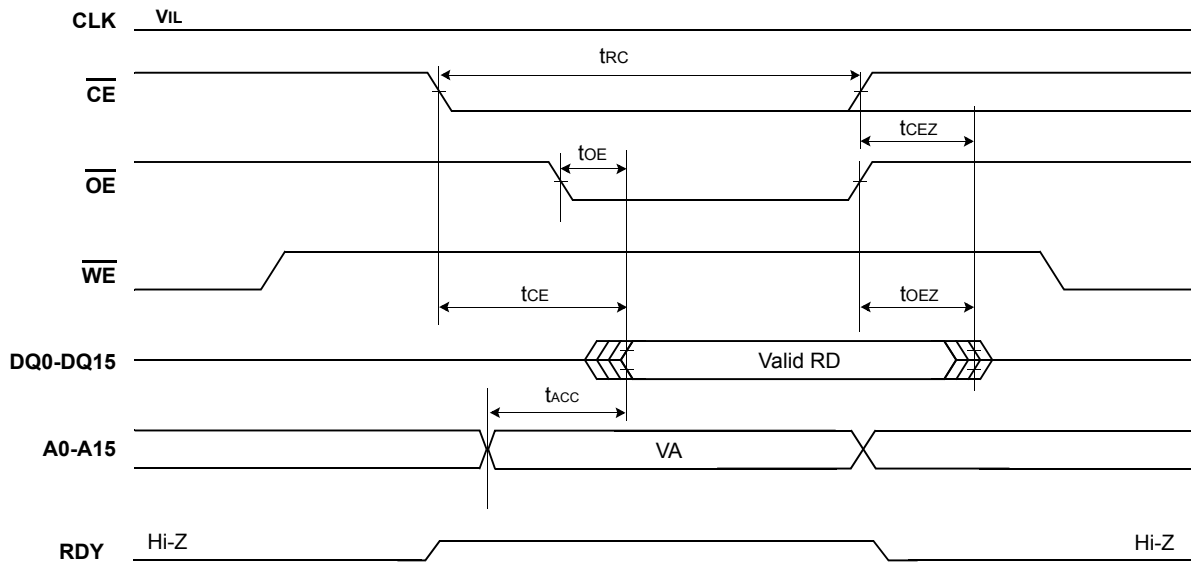 CLK VIL
tRC
CE
tCEZ
tOE
OE
WE
tCE tOEZ
DQ0-DQ15 Valid RD
tACC
A0-A15 VA
RDY Hi-Z Hi-Z